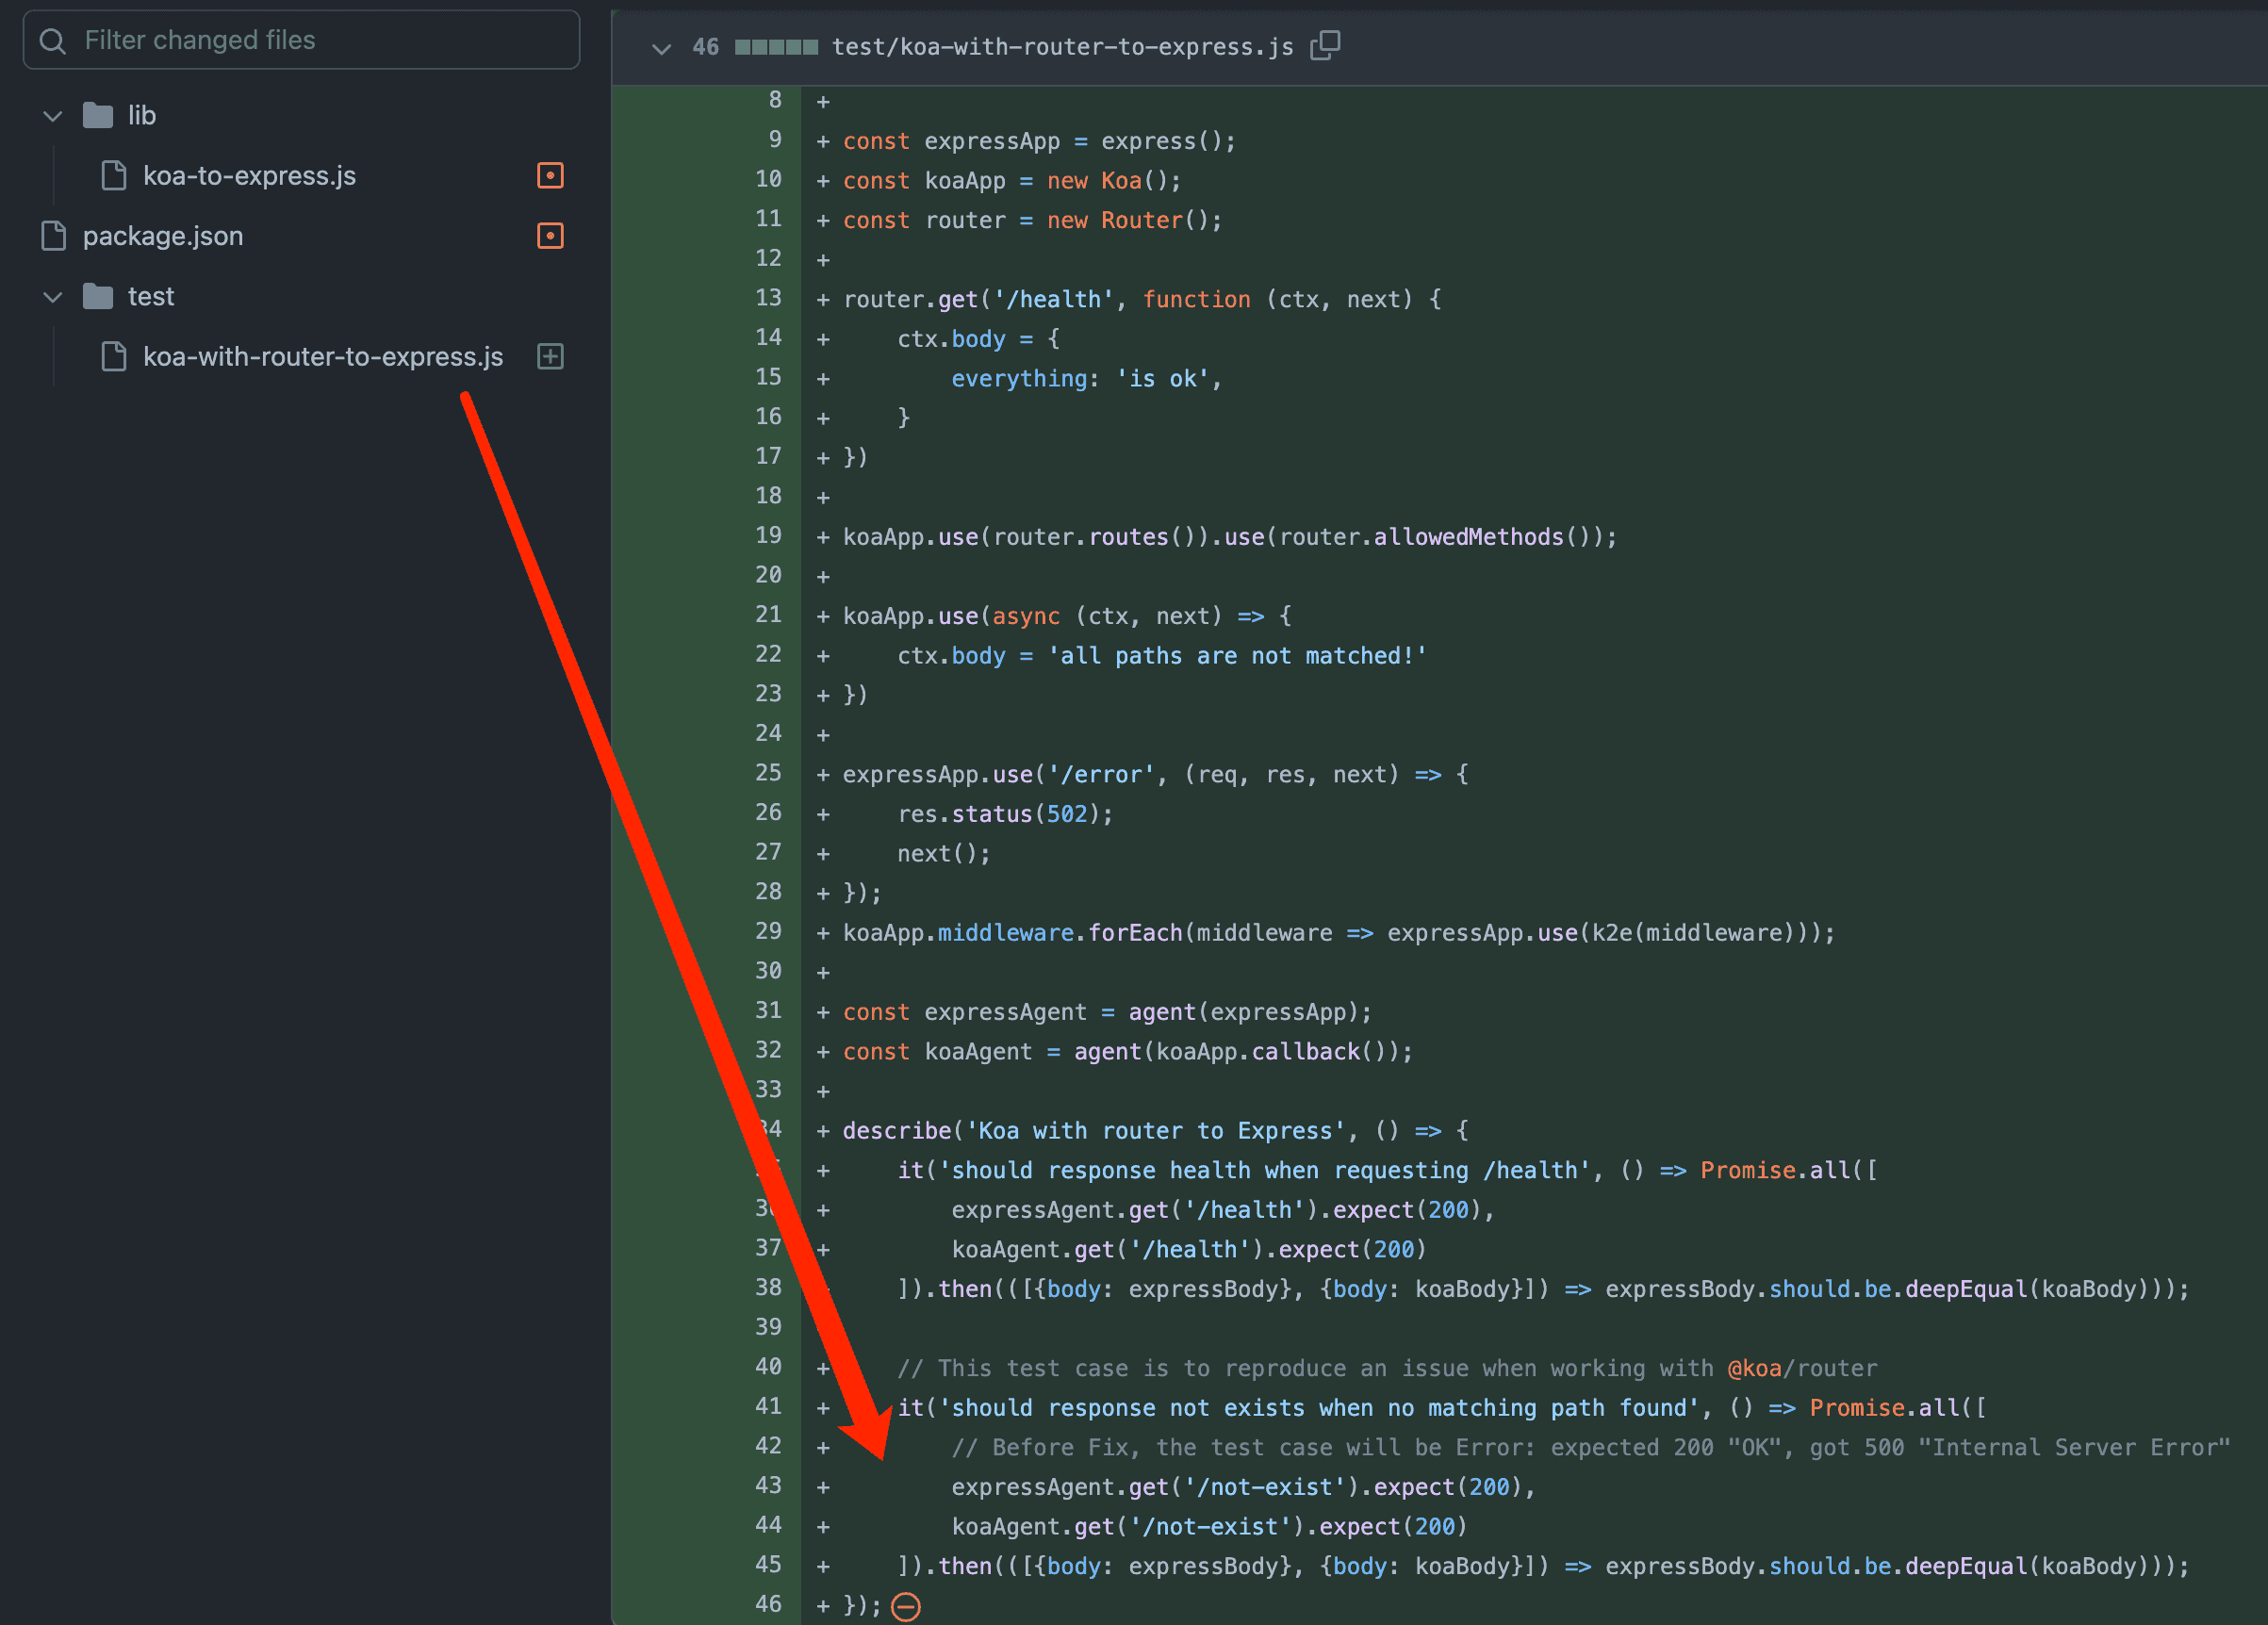 Filter changed files
lib
koa-to-express.js
package.json
test
koa-with-router-to-express.js
46 test/koa-with-router-to-express.js
8 +
9 + const expressApp = express();
10 + const koaApp = new Koa();
11 + const router = new Router();
12 +
13 + router.get('/health', function (ctx, next) {
14 +     ctx.body = {
15 +         everything: 'is ok',
16 +     }
17 + })
18 +
19 + koaApp.use(router.routes()).use(router.allowedMethods());
20 +
21 + koaApp.use(async (ctx, next) => {
22 +     ctx.body = 'all paths are not matched!'
23 + })
24 +
25 + expressApp.use('/error', (req, res, next) => {
26 +     res.status(502);
27 +     next();
28 + });
29 + koaApp.middleware.forEach(middleware => expressApp.use(k2e(middleware)));
30 +
31 + const expressAgent = agent(expressApp);
32 + const koaAgent = agent(koaApp.callback());
33 +
34 + describe('Koa with router to Express', () => {
+     it('should response health when requesting /health', () => Promise.all([
36 +         expressAgent.get('/health').expect(200),
37 +         koaAgent.get('/health').expect(200)
38     ]).then(([{body: expressBody}, {body: koaBody}]) => expressBody.should.be.deepEqual(koaBody)));
39
40 +     // This test case is to reproduce an issue when working with @koa/router
41 +     it('should response not exists when no matching path found', () => Promise.all([
42 +         // Before Fix, the test case will be Error: expected 200 "OK", got 500 "Internal Server Error"
43 +         expressAgent.get('/not-exist').expect(200),
44 +         koaAgent.get('/not-exist').expect(200)
45 +     ]).then(([{body: expressBody}, {body: koaBody}]) => expressBody.should.be.deepEqual(koaBody)));
46 + });